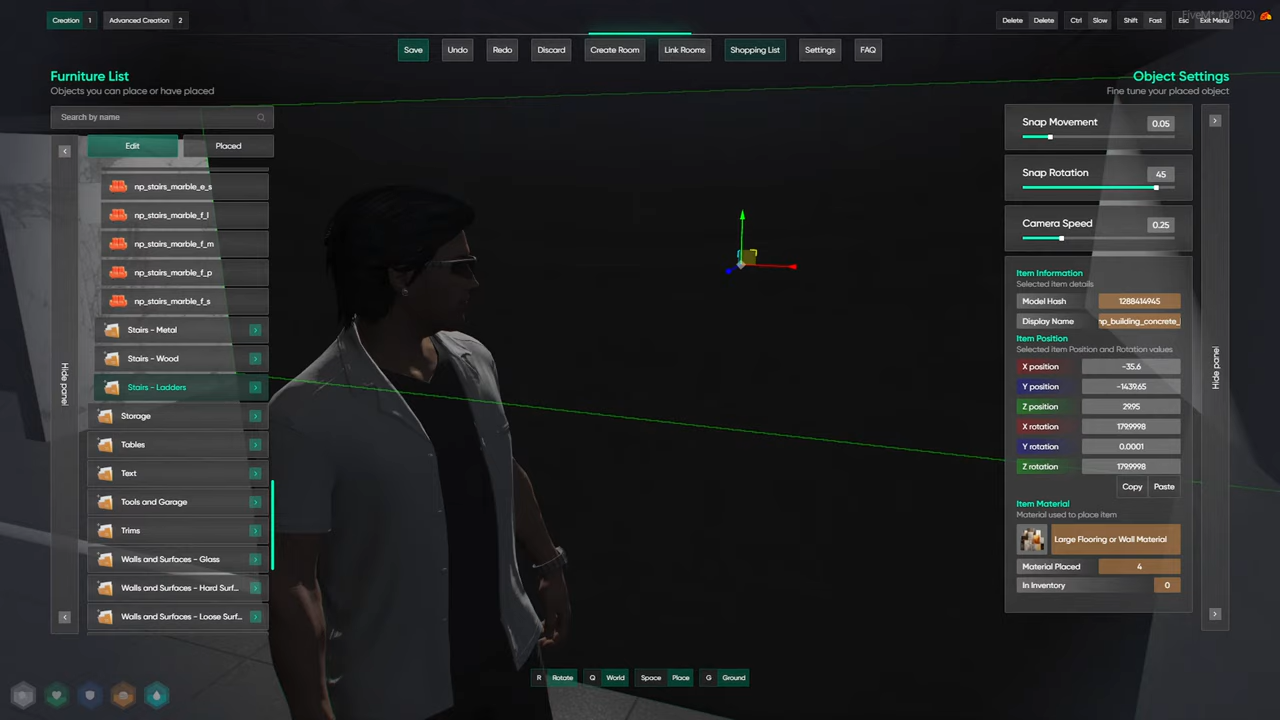 Creation 1 Advanced Creation 2
FiveM* (b2802)
Delete Delete Ctrl Slow Shift Fast Esc Exit Menu
Save Undo Redo Discard Create Room Link Rooms Shopping List Settings FAQ
Furniture List
Objects you can place or have placed
Search by name
Edit Placed
np_stairs_marble_e_s
np_stairs_marble_f_l
np_stairs_marble_f_m
np_stairs_marble_f_p
np_stairs_marble_f_s
Stairs - Metal
Stairs - Wood
Stairs - Ladders
Storage
Tables
Text
Tools and Garage
Trims
Walls and Surfaces - Glass
Walls and Surfaces - Hard Surf...
Walls and Surfaces - Loose Surf...
Hide panel
Object Settings
Fine tune your placed object
Snap Movement 0.05
Snap Rotation 45
Camera Speed 0.25
Item Information
Selected item details
Model Hash 1288414945
Display Name np_building_concrete_
Item Position
Selected Item Position and Rotation values
X position -35.6
Y position -1439.65
Z position 29.95
X rotation 179.9998
Y rotation 0.0001
Z rotation 179.9998
Copy Paste
Item Material
Material used to place item
Large Flooring or Wall Material
Material Placed 4
In Inventory 0
Hide panel
R Rotate Q World Space Place G Ground